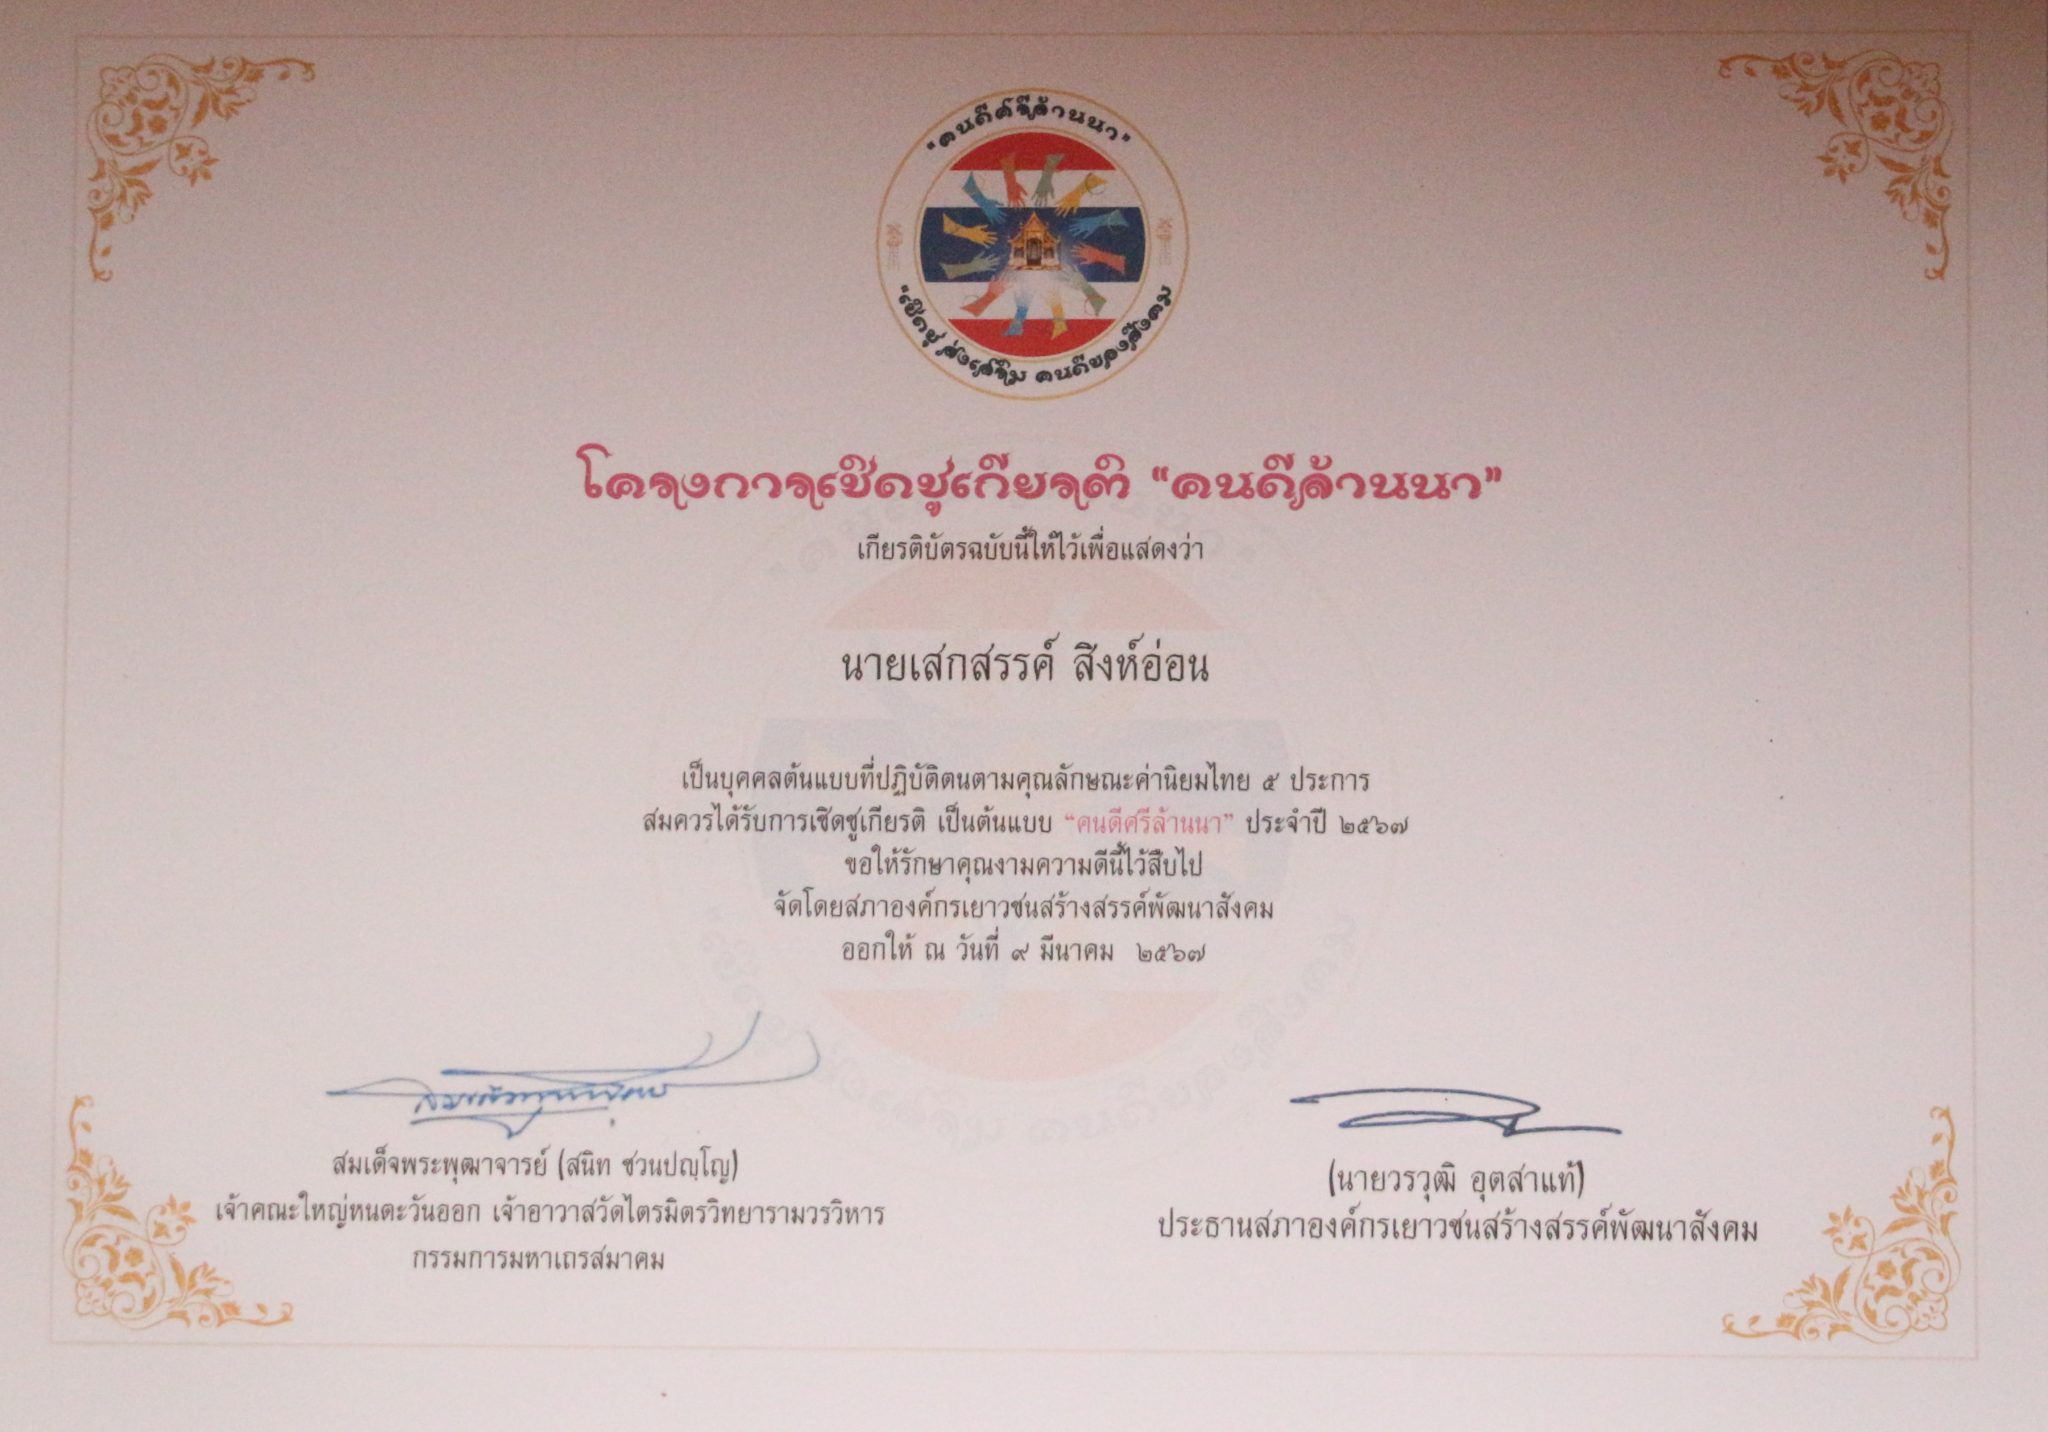 "คนดีศรีล้านนา"
"เชิดชู ส่งเสริม คนดีของสังคม
โครงการเชิดชูเกียรติ "คนดีล้านนา"
เกียรติบัตรฉบับนี้ให้ไว้เพื่อแสดงว่า
นายเสกสรรค์ สิงห์อ่อน
เป็นบุคคลต้นแบบที่ปฏิบัติตนตามคุณลักษณะค่านิยมไทย ๕ ประการ
สมควรได้รับการเชิดชูเกียรติ เป็นต้นแบบ "คนดีศรีล้านนา" ประจำปี ๒๕๖๗
ขอให้รักษาคุณงามความดีนี้ไว้สืบไป
จัดโดยสภาองค์กรเยาวชนสร้างสรรค์พัฒนาสังคม
ออกให้ ณ วันที่ ๙ มีนาคม ๒๕๖๗
สมเด็จพระพุฒาจารย์ (สนิท ชวนปญฺโญ)
เจ้าคณะใหญ่หนตะวันออก เจ้าอาวาสวัดไตรมิตรวิทยารามวรวิหาร
กรรมการมหาเถรสมาคม
(นายวรวุฒิ อุตสาแท้)
ประธานสภาองค์กรเยาวชนสร้างสรรค์พัฒนาสังคม